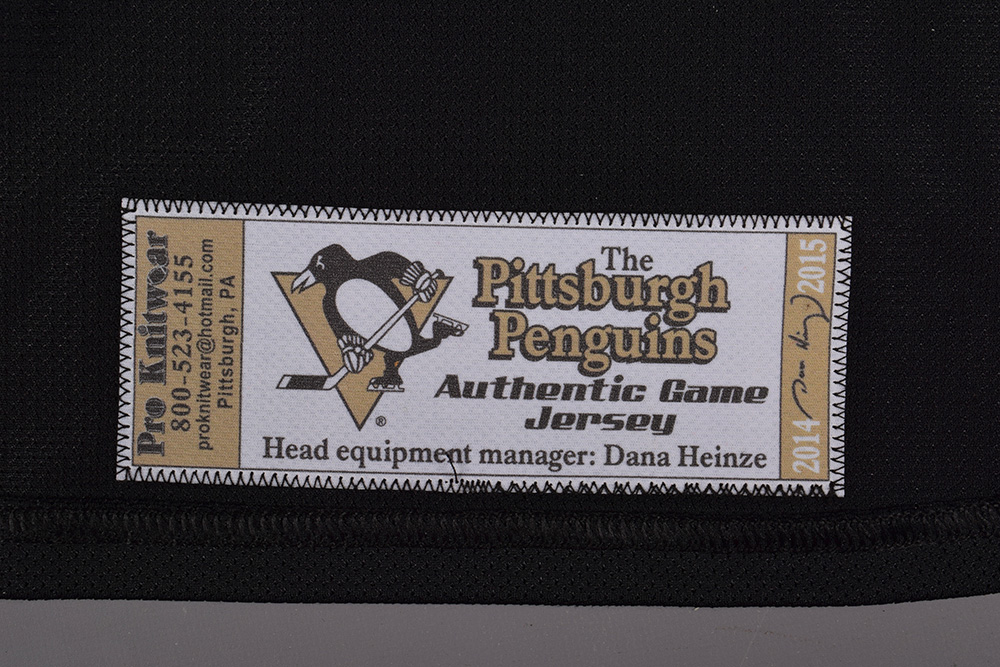 Pro Knitwear
800-523-4155
proknitwear@hotmail.com
Pittsburgh, PA
®
The
Pittsburgh
Penguins
Authentic Game
Jersey
Head equipment manager: Dana Heinze
2014
2015